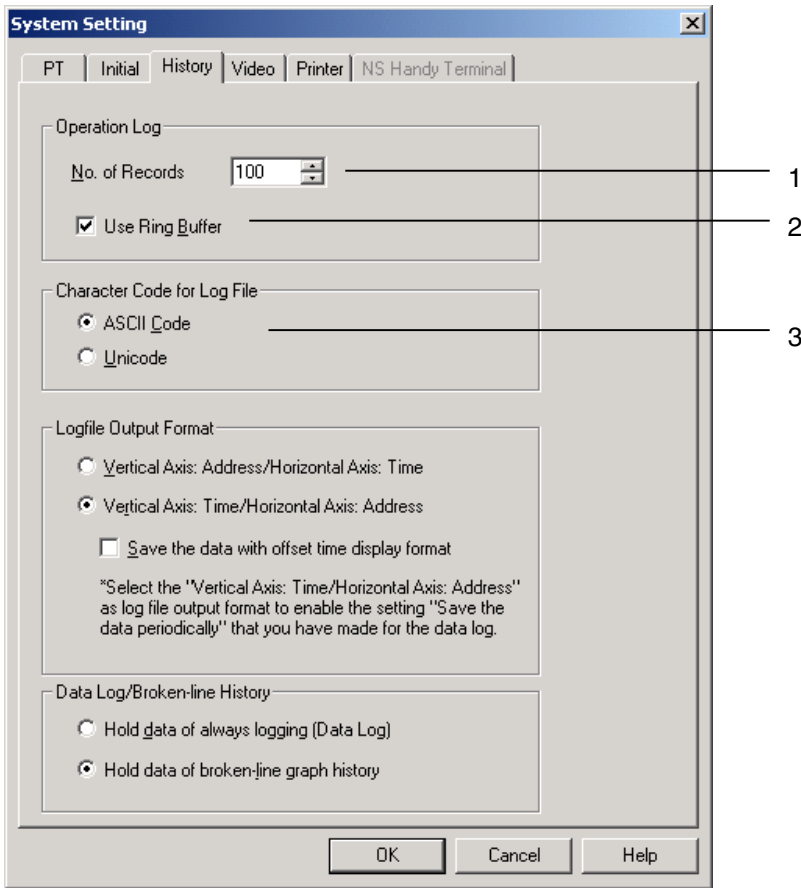 System Setting
PT Initial History Video Printer NS Handy Terminal
Operation Log
No. of Records 100
1
Use Ring Buffer
2
Character Code for Log File
ASCII Code
3
Unicode
Logfile Output Format
Vertical Axis: Address/Horizontal Axis: Time
Vertical Axis: Time/Horizontal Axis: Address
Save the data with offset time display format
*Select the "Vertical Axis: Time/Horizontal Axis: Address"
as log file output format to enable the setting "Save the
data periodically" that you have made for the data log.
Data Log/Broken-line History
Hold data of always logging (Data Log)
Hold data of broken-line graph history
OK Cancel Help